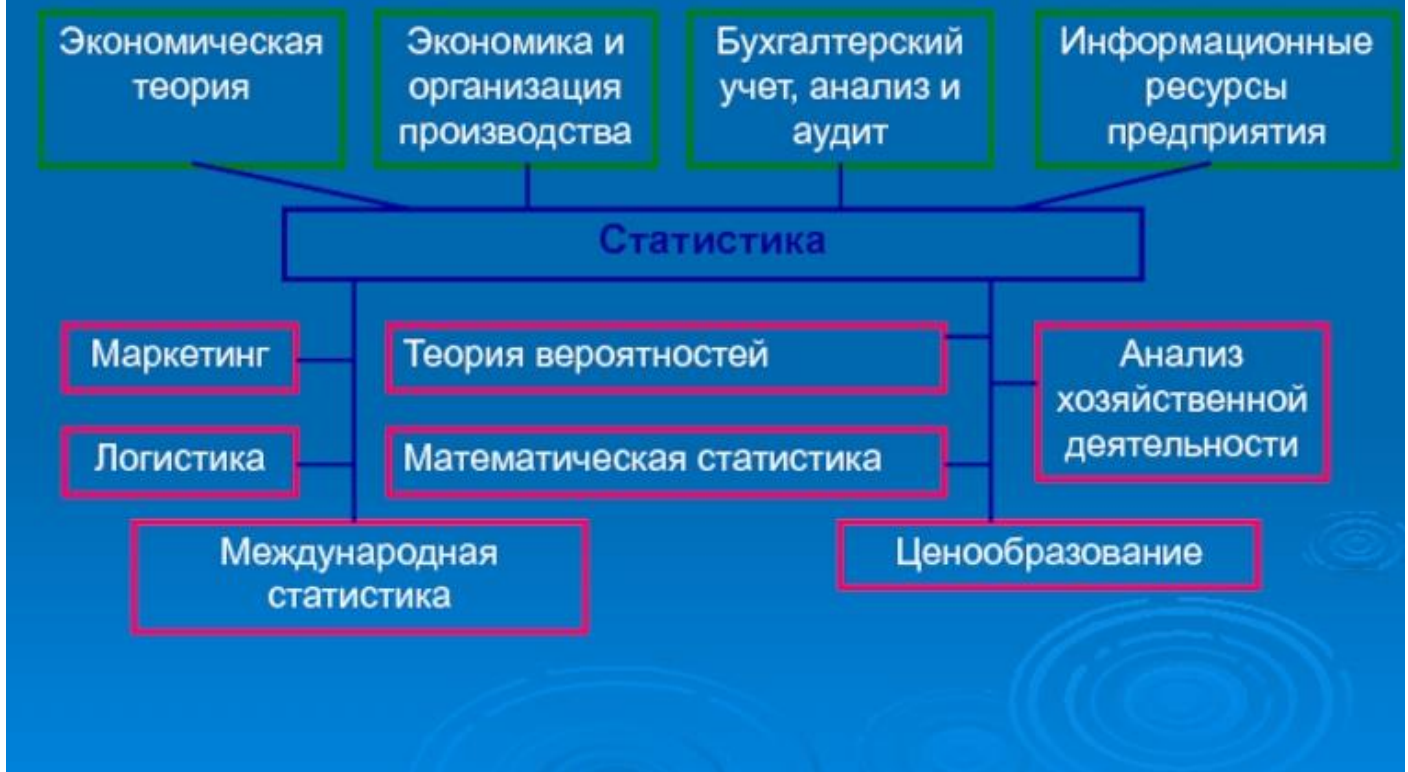 Экономическая
теория
Экономика и
организация
производства
Бухгалтерский
учет, анализ и
аудит
Информационные
ресурсы
предприятия
Статистика
Маркетинг
Теория вероятностей
Анализ
хозяйственной
деятельности
Логистика
Математическая статистика
Международная
статистика
Ценообразование